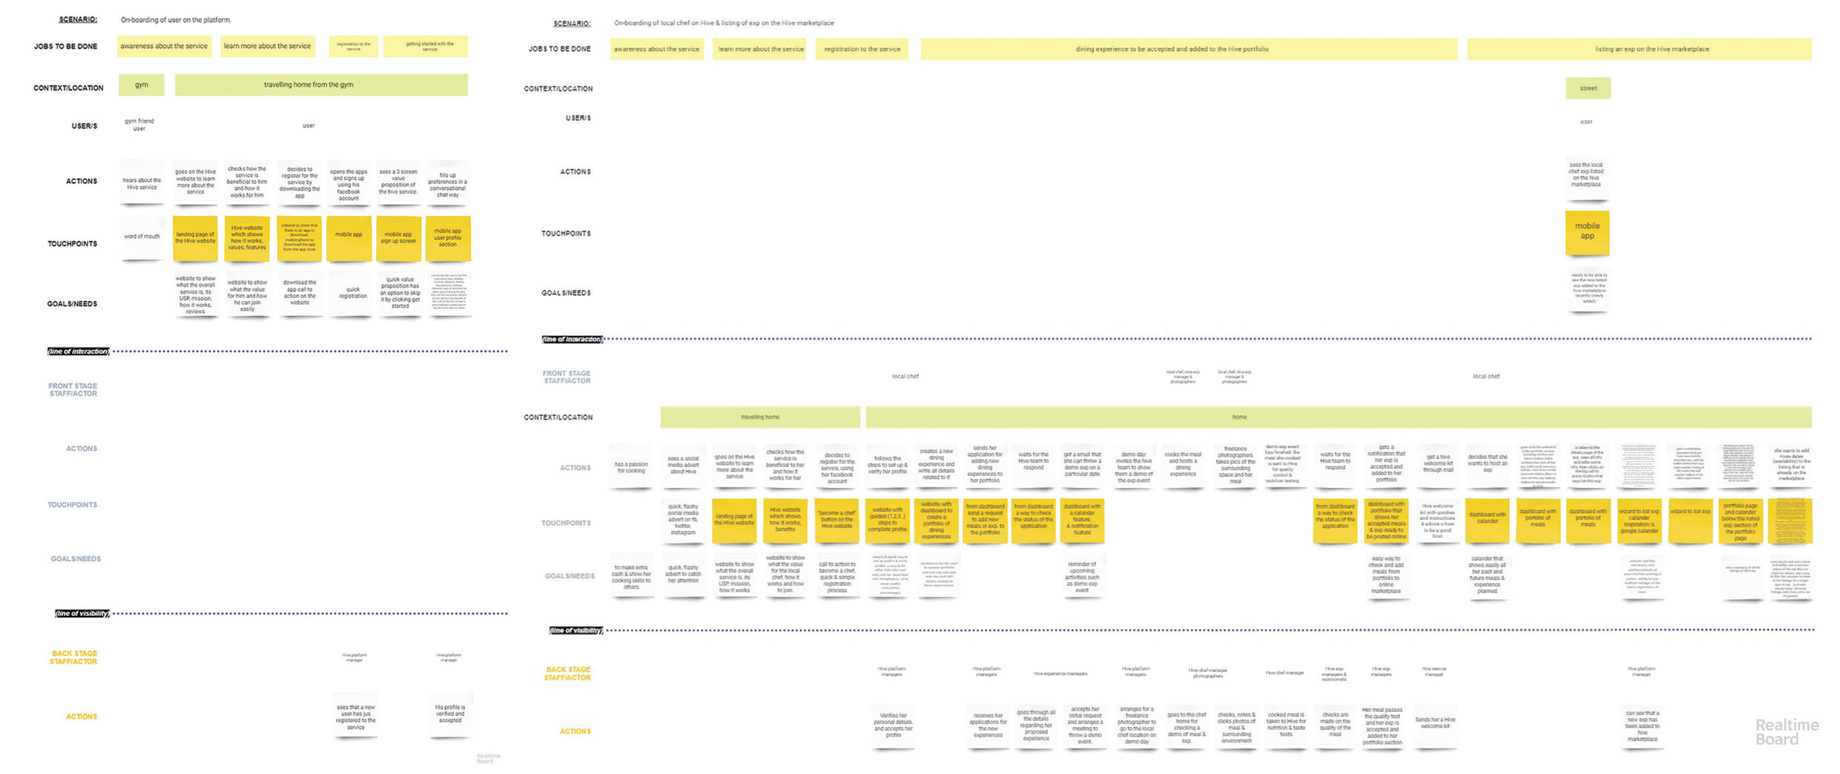 SCENARIO:
On-boarding of user on the platform.
JOBS TO BE DONE
awareness about the service
learn more about the service
registration to the
service
getting started with the
service
CONTEXT/LOCATION
gym
travelling home from the gym
USER/S
gym friend
user
user
ACTIONS
hears about the
Hive service
goes on the Hive
website to learn
more about the
service
checks how the
service is
beneficial to him
and how it
works for him
decides to
register for the
service by
downloading the
app
opens the apps
and signs up
using his
facebook
account
sees a 3 screen
value
proposition of
the hive service.
fills up
preferences in a
conversational
chat way
TOUCHPOINTS
word of mouth
landing page of
the Hive website
Hive website
which shows
how it works,
values, features
website to show that
there is an app to
download
mobile phone to
download the app
from the app store
mobile app
mobile app
sign up screen
mobile app
user profile
section
GOALS/NEEDS
website to show
what the overall
service is, its
USP, mission,
how it works,
reviews
website to show
what the value
for him and how
he can join
easily
download the
app call to
action on the
website
quick
registration
quick value
proposition has
an option to skip
it by clicking get
started
(line of interaction)
FRONT STAGE
STAFF/ACTOR
ACTIONS
TOUCHPOINTS
GOALS/NEEDS
(line of visibility)
BACK STAGE
STAFF/ACTOR
Hive platform
manager
Hive platform
manager
ACTIONS
sees that a new
user has jus
registered to the
service
His profile is
verified and
accepted
Realtime
Board
SCENARIO:
On-boarding of local chef on Hive & listing of exp on the Hive marketplace
JOBS TO BE DONE
awareness about the service
learn more about the service
registration to the service
dining experience to be accepted and added to the Hive portfolio
listing an exp on the Hive marketplace
CONTEXT/LOCATION
street
USER/S
user
ACTIONS
sees the local
chef exp listed
on the hive
marketplace
TOUCHPOINTS
mobile
app
GOALS/NEEDS
needs to be able to
see the new latest
exp added to the
hive marketplace
recently (newly
added)
(line of interaction)
FRONT STAGE
STAFF/ACTOR
local chef
local chef, Hive exp
manager &
photographers
local chef, Hive exp
manager &
photographers
local chef
CONTEXT/LOCATION
travelling home
home
ACTIONS
has a passion
for cooking
sees a social
media advert
about Hive
goes on the Hive
website to learn
more about the
service
checks how the
service is
beneficial to her
and how it
works for her
decides to
register for the
service, using
her facebook
account
follows the
steps to set up &
verify her profile
creates a new
dining
experience and
write all details
related to it
sends her
application for
adding new
dining
experiences to
her portfolio
waits for the
Hive team to
respond
get a email that
she can throw a
demo exp on a
particular date
demo day:
invites the hive
team to show
them a demo of
the exp event
cooks the meal
and hosts a
dining
experience
freelance
photographers
takes pics of the
surrounding
space and her
meal
demo exp event
has finished, the
meal she cooked
is sent to Hive
for quality
control &
nutrition testing
waits for the
Hive team to
respond
gets a
notification that
her exp is
accepted and
added to her
portfolio
get a hive
welcome kit
through mail
decides that she
wants to host an
exp
she wants to add
more dates
(availability) to the
listing that is
already on the
marketplace
TOUCHPOINTS
quick, flashy
social media
advert on fb,
twitter,
instagram
landing page of
the Hive website
Hive website
which shows
how it works,
benefits
"become a chef"
button on the
Hive website
website with
guided (1,2,3..)
steps to
complete profile
website with
dashboard to
create a
portfolio of
dining
experiences
from dashboard
send a request
to add new
meals or exp. to
the portfolio
from dashboard
a way to check
the status of the
application
dashboard with
a calander
feature.
A notification
feature
from dashboard
a way to check
the status of the
application
dashboard with
portfolio that
shows her
accepted meals
& exp ready to
be posted online
Hive welcome
kit with goodies
and instructions
& advise o how
to be a good
host
dashboard with
calander
dashboard with
portfolio of
meals
dashboard with
portfolio of
meals
wizard to list exp
calander
inspiration is
google calander
wizard to list exp
portfolio page
and calander
below the listed
exp section of
the portfolio
page
GOALS/NEEDS
to make extra
cash & show her
cooking skills to
others
quick, flashy
advert to catch
her attention
website to show
what the overall
service is, its
USP, mission,
how it works
website to show
what the value
for the local
chef, how it
works and how
to join.
call to action to
become a chef,
quick & simple
registration
process
reminder of
upcoming
activities such
as demo exp
event
easy way to
check and add
meals from
portfolio to
online
marketplace
calander that
shows easily all
her past and
future meals &
experience
planned
(line of visibility)
BACK STAGE
STAFF/ACTOR
Hive platform
managers
Hive platform
managers
Hive experience managers
Hive platform
managers
Hive chef manager,
photographers
Hive chef manager
Hive exp
managers &
nutritionists
Hive exp
managers
Hive service
manager
Hive platform
manager
ACTIONS
Verifies her
personal details,
and accepts her
profile
receives her
applications for
the new
experiences
goes through all
the details
regarding her
proposed
experience
accepts her
initial request
and arranges a
meeting to
throw a demo
event.
arranges for a
freelance
photographer to
go to the local
chef location on
demo day
goes to the chef
home for
checking a
demo of meal &
exp.
checks, notes &
clicks photos of
meal &
surrounding
environment
cooked meal is
taken to Hive for
nutrition & taste
tests
checks are
made on the
quality of the
meal
Her meal passes
the quality test
and her exp is
accepted and
added to her
portfolio section
Sends her a Hive
welcome kit
can see that a
new exp has
been added to
hive
marketplace
Realtime
Board